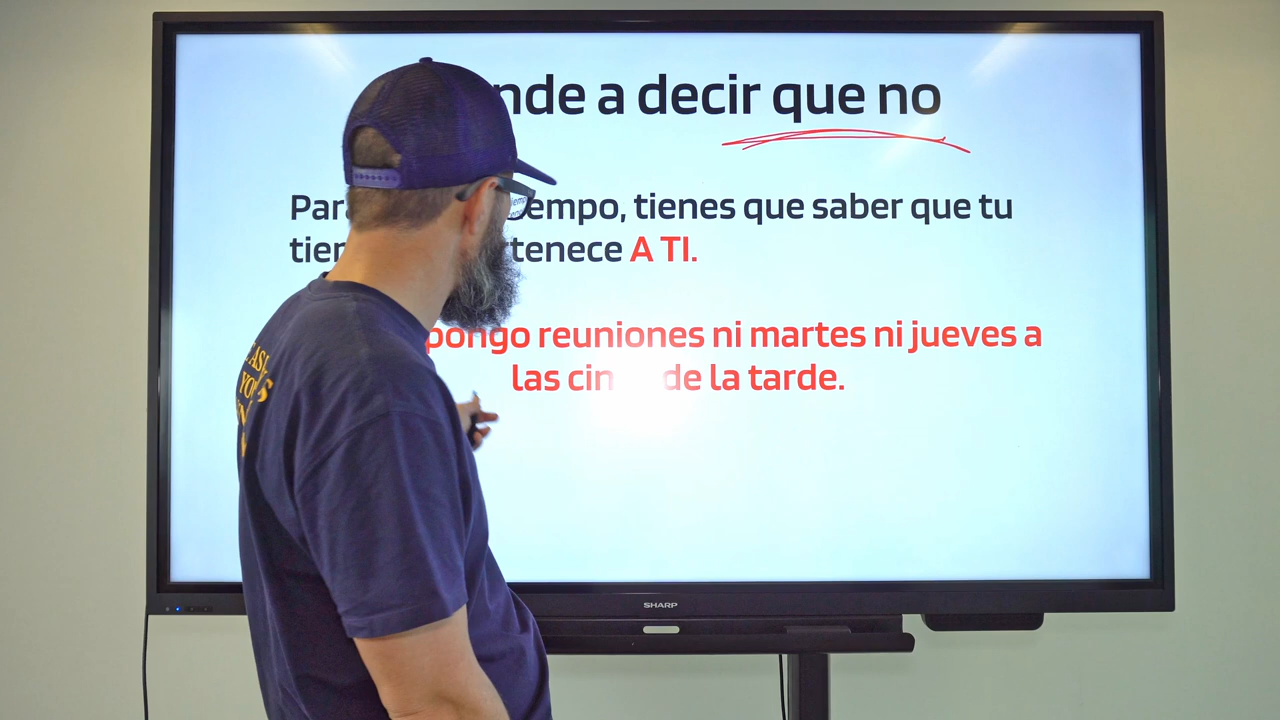 nde a decir que no
Par empo, tienes que saber que tu
tien tenece A TI.
pongo reuniones ni martes ni jueves a
las cin de la tarde.
SHARP